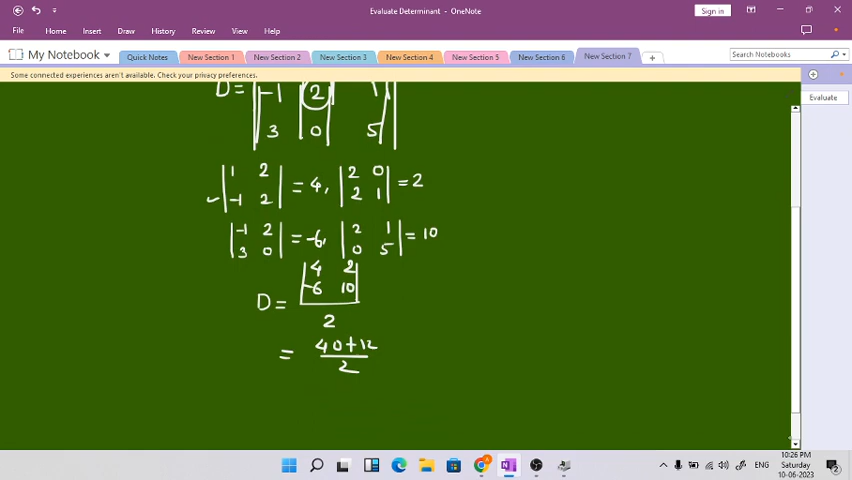 Evaluate Determinant - OneNote
Sign in
File Home Insert Draw History Review View Help
My Notebook Quick Notes New Section 1 New Section 2 New Section 3 New Section 4 New Section 5 New Section 6 New Section 7 + Search Notebooks
Some connected experiences aren't available. Check your privacy preferences.
Evaluate
D = | -1 2 1 |
| 3 0 5 |
| 1 2 | = 4, | 2 0 | = 2
| -1 2 | | 2 1 |
| -1 2 | = -6, | 2 1 | = 10
| 3 0 | | 0 5 |
| 4 2 |
D = | -6 10 |
2
= 40+12
2
ENG
10:26 PM
Saturday
10-06-2023
2